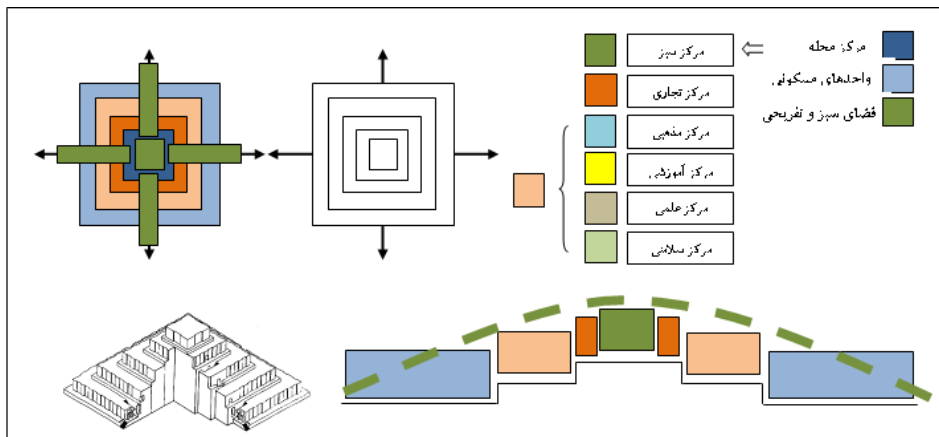 مرکز محله
واحدهای مسکونی
فضای سبز و تفریحی
مرکز سبز
مرکز تجاری
مرکز مذهبی
مرکز آموزشی
مرکز علمی
مرکز سلامتی